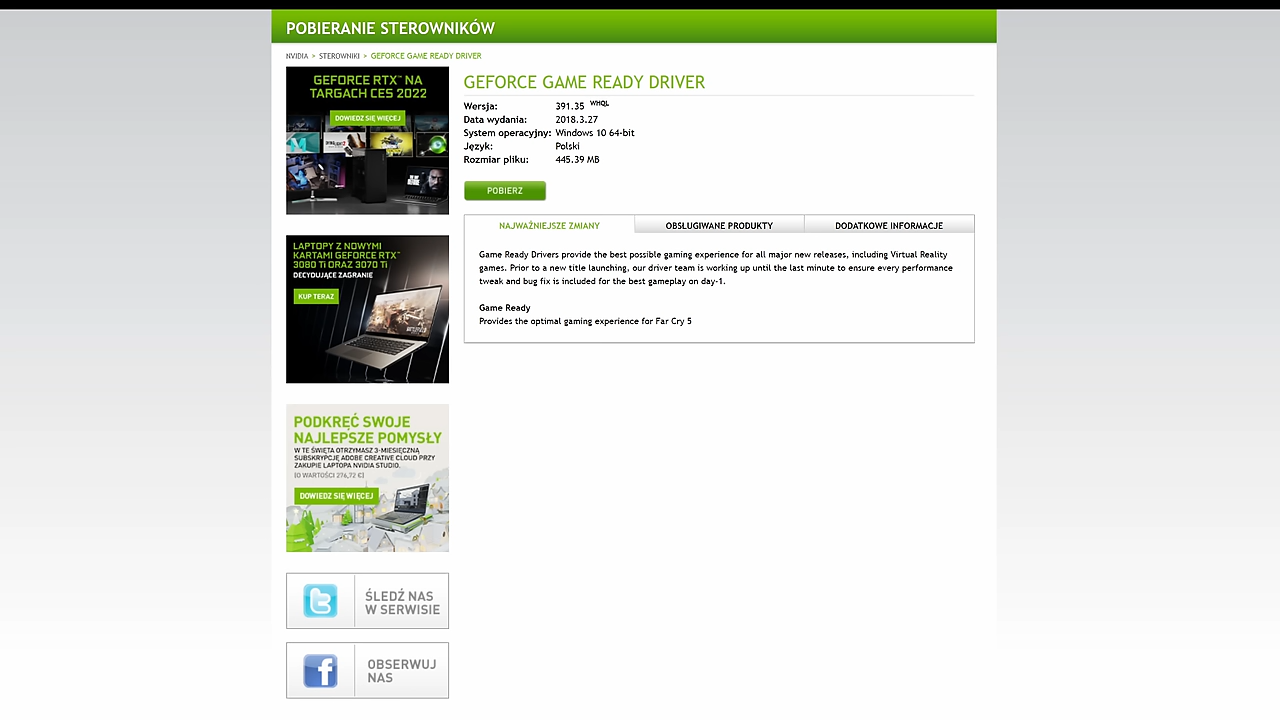 POBIERANIE STEROWNIKÓW
NVIDIA > STEROWNIKI > GEFORCE GAME READY DRIVER
GEFORCE RTX™ NA
TARGACH CES 2022
DOWIEDZ SIĘ WIĘCEJ
LAPTOPY Z NOWYMI
KARTAMI GEFORCE RTX™
3080 Ti ORAZ 3070 Ti
DECYDUJĄCE ZAGRANIE
KUP TERAZ
PODKRĘĆ SWOJE
NAJLEPSZE POMYSŁY
W TE ŚWIĘTA OTRZYMASZ 3-MIESIĘCZNĄ
SUBSKRYPCJĘ ADOBE CREATIVE CLOUD PRZY
ZAKUPIE LAPTOPA NVIDIA STUDIO.
(O WARTOŚCI 276,72 €)
DOWIEDZ SIĘ WIĘCEJ
ŚLEDŹ NAS
W SERWISIE
OBSERWUJ
NAS
GEFORCE GAME READY DRIVER
Wersja: 391.35 WHQL
Data wydania: 2018.3.27
System operacyjny: Windows 10 64-bit
Język: Polski
Rozmiar pliku: 445.39 MB
POBIERZ
NAJWAŻNIEJSZE ZMIANY OBSŁUGIWANE PRODUKTY DODATKOWE INFORMACJE
Game Ready Drivers provide the best possible gaming experience for all major new releases, including Virtual Reality
games. Prior to a new title launching, our driver team is working up until the last minute to ensure every performance
tweak and bug fix is included for the best gameplay on day-1.
Game Ready
Provides the optimal gaming experience for Far Cry 5